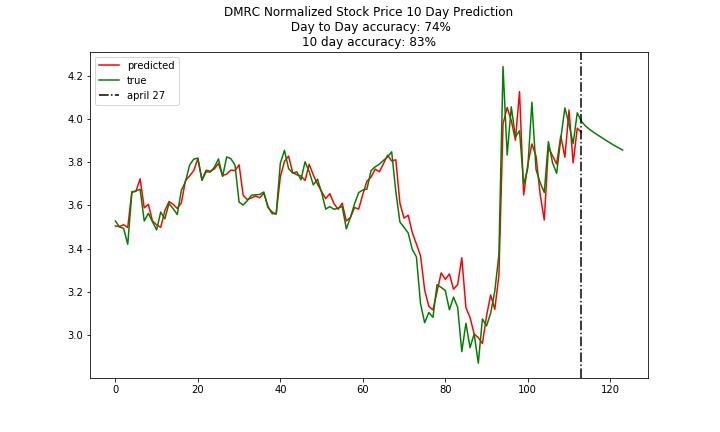 DMRC Normalized Stock Price 10 Day Prediction
Day to Day accuracy: 74%
10 day accuracy: 83%
predicted
true
april 27
4.2
4.0
3.8
3.6
3.4
3.2
3.0
0 20 40 60 80 100 120